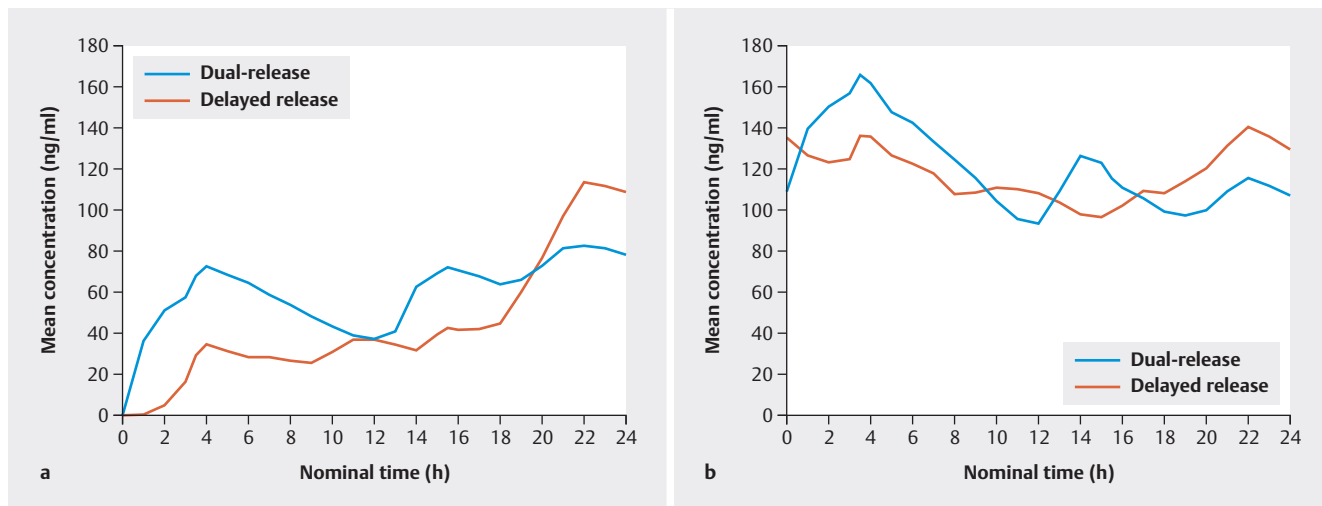 180
160
140
120
100
80
60
40
20
0
Mean concentration (ng/ml)
Dual-release
Delayed release
0 2 4 6 8 10 12 14 16 18 20 22 24
a Nominal time (h)
180
160
140
120
100
80
60
40
20
0
Mean concentration (ng/ml)
Dual-release
Delayed release
0 2 4 6 8 10 12 14 16 18 20 22 24
b Nominal time (h)